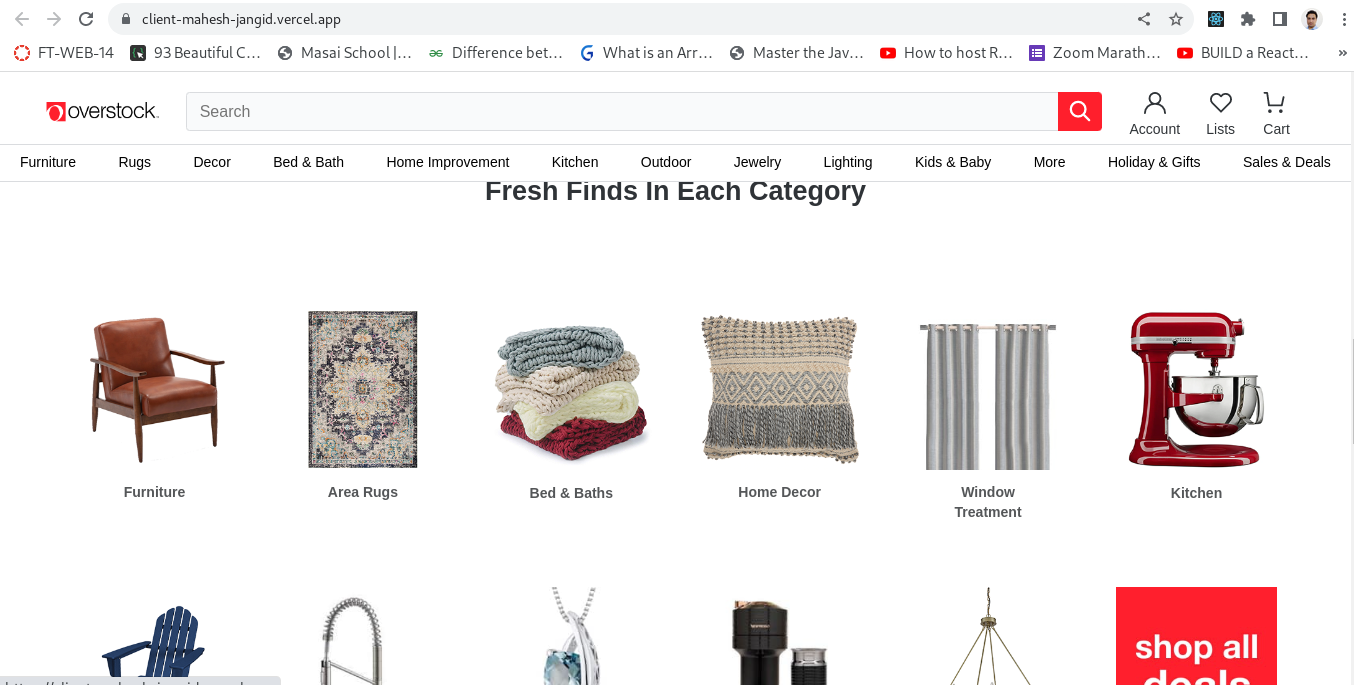 client-mahesh-jangid.vercel.app
FT-WEB-14 93 Beautiful C… Masai School |… Difference bet… What is an Arr… Master the Jav… How to host R… Zoom Marath… BUILD a React… »
overstock. Search
Account Lists Cart
Furniture Rugs Decor Bed & Bath Home Improvement Kitchen Outdoor Jewelry Lighting Kids & Baby More Holiday & Gifts Sales & Deals
Fresh Finds In Each Category
Furniture Area Rugs Bed & Baths Home Decor Window Treatment Kitchen
shop all
deals